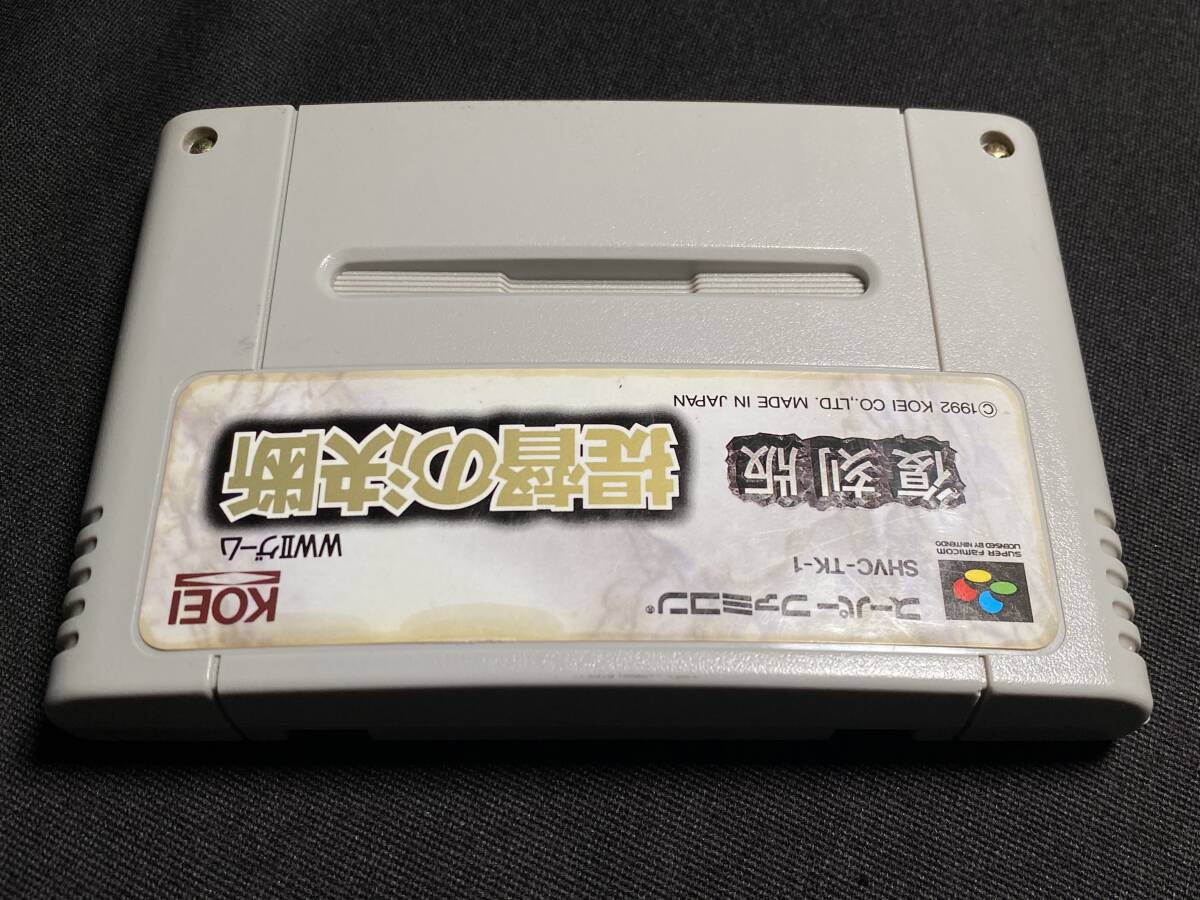 スーパーファミコン®
SHVC-TK-1
SUPER FAMICOM
LICENSED BY NINTENDO
KOEI
WWIIゲーム
復刻版
提督の決断
©1992 KOEI CO.,LTD. MADE IN JAPAN